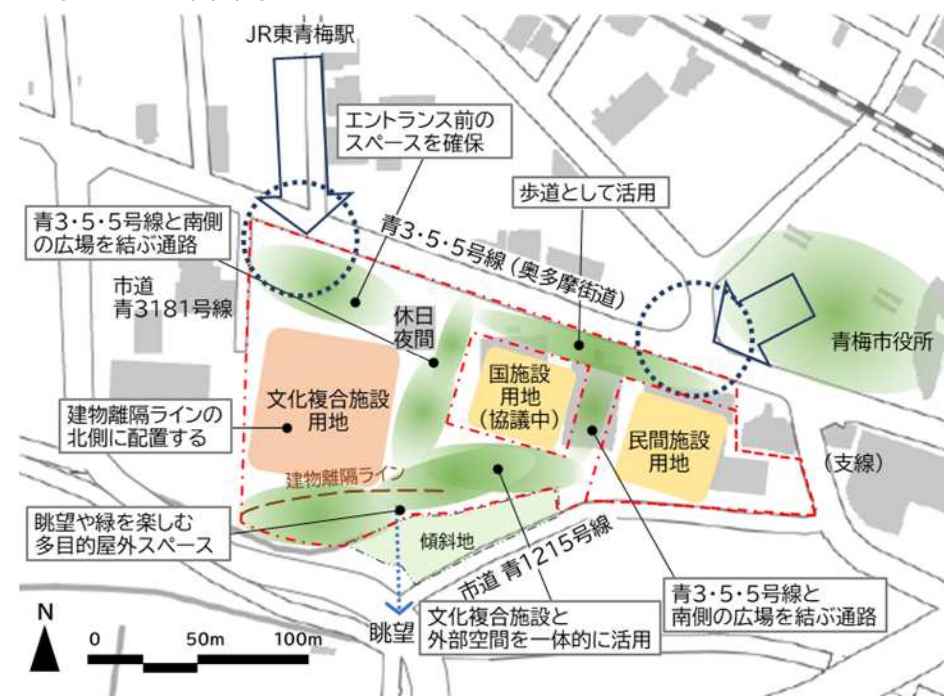 JR東青梅駅
エントランス前の
スペースを確保
歩道として活用
青3・5・5号線と南側
の広場を結ぶ通路
青3・5・5号線(奥多摩街道)
市道
青3181号線
休日
夜間
青梅市役所
国施設
用地
(協議中)
文化複合施設
用地
建物離隔ラインの
北側に配置する
民間施設
用地
(支線)
建物離隔ライン
眺望や緑を楽しむ
多目的屋外スペース
傾斜地
市道 青1215号線
青3・5・5号線と
南側の広場を結ぶ通路
文化複合施設と
外部空間を一体的に活用
眺望
N
0 50m 100m